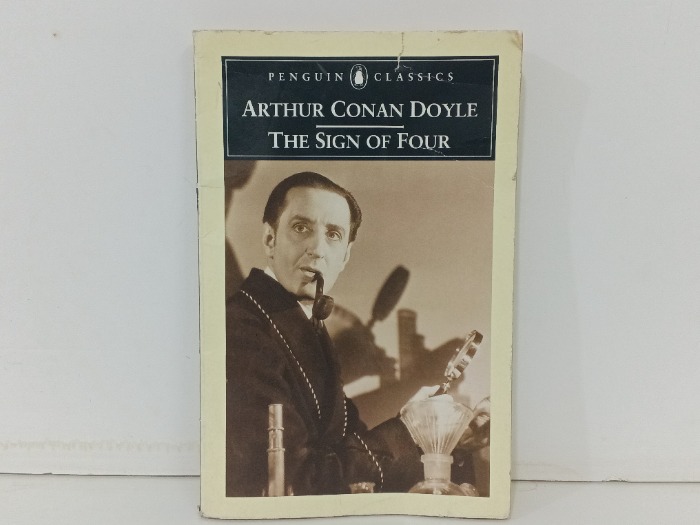 PENGUIN CLASSICS
ARTHUR CONAN DOYLE
THE SIGN OF FOUR